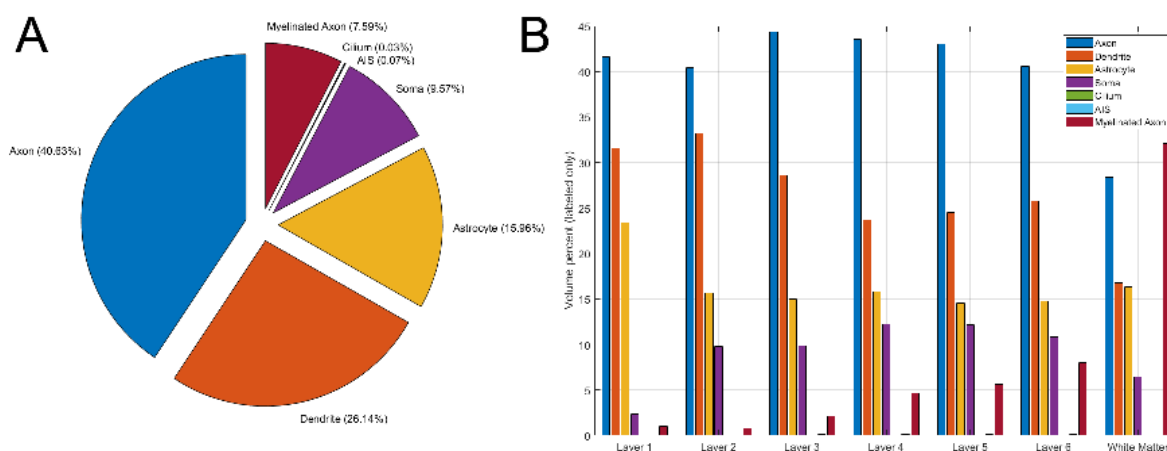 A
Myelinated Axon (7.59%)
Cilium (0.03%)
AIS (0.07%)
Soma (9.57%)
Axon (40.63%)
Astrocyte (15.96%)
Dendrite (26.14%)
B
Volume percent (labeled only)
45
40
35
30
25
20
15
10
5
0
Axon
Dendrite
Astrocyte
Soma
Cilium
AIS
Myelinated Axon
Layer 1
Layer 2
Layer 3
Layer 4
Layer 5
Layer 6
White Matter